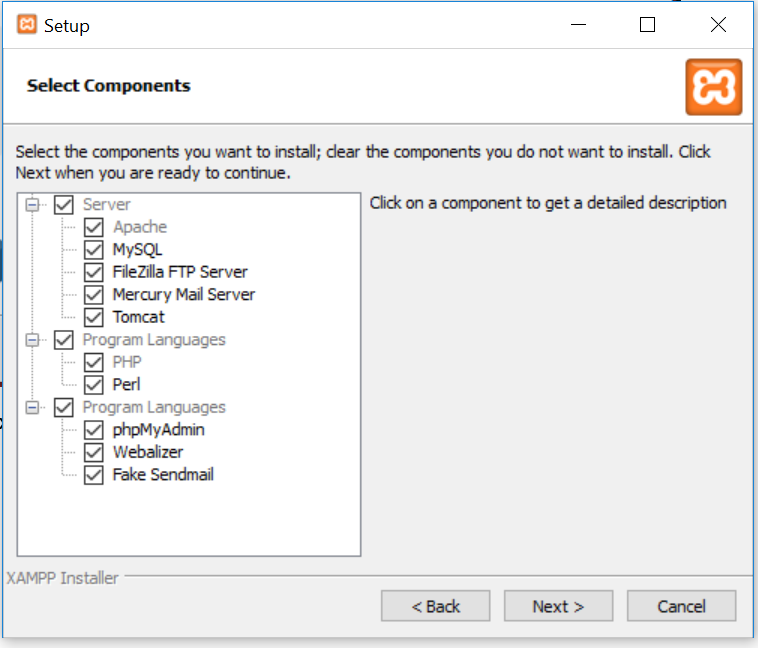 Setup
Select Components
Select the components you want to install; clear the components you do not want to install. Click
Next when you are ready to continue.
Server
Apache
MySQL
FileZilla FTP Server
Mercury Mail Server
Tomcat
Program Languages
PHP
Perl
Program Languages
phpMyAdmin
Webalizer
Fake Sendmail
Click on a component to get a detailed description
XAMPP Installer
< Back
Next >
Cancel